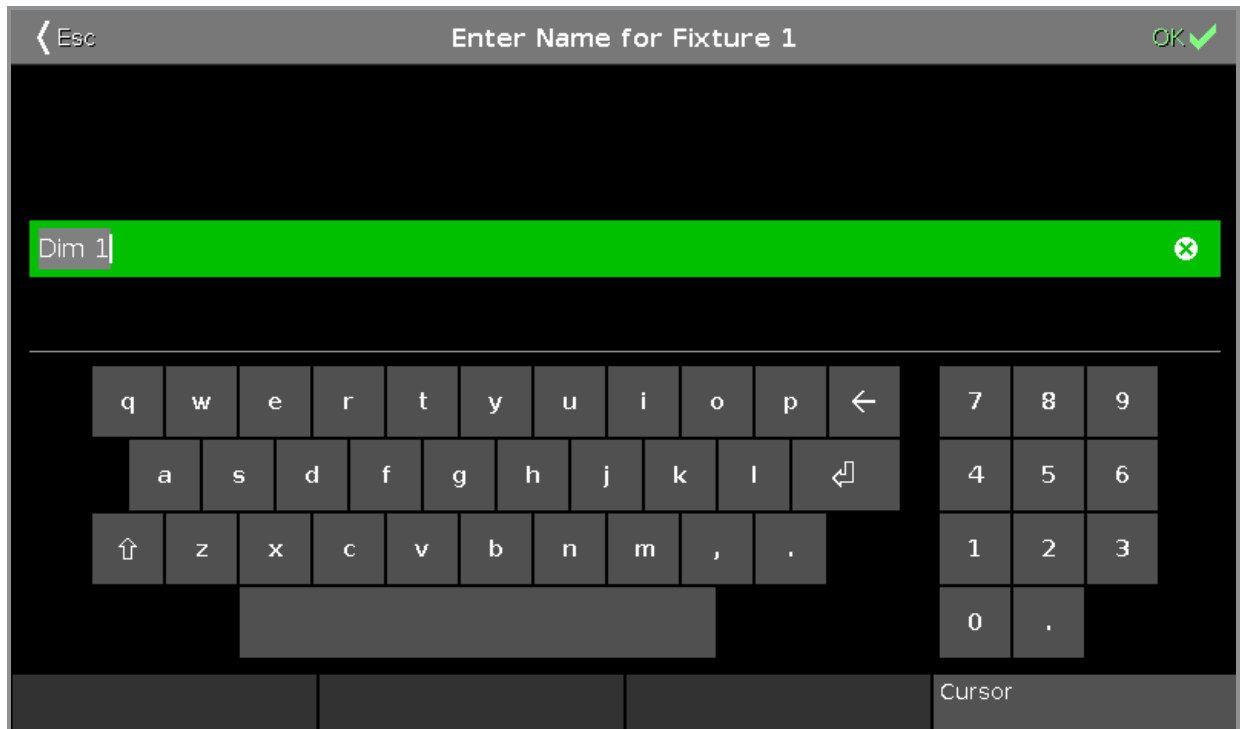 Esc Enter Name for Fixture 1 OK
Dim 1
q w e r t y u i o p ← 7 8 9
a s d f g h j k l 4 5 6
⇧ z x c v b n m , . 1 2 3
0 .
Cursor